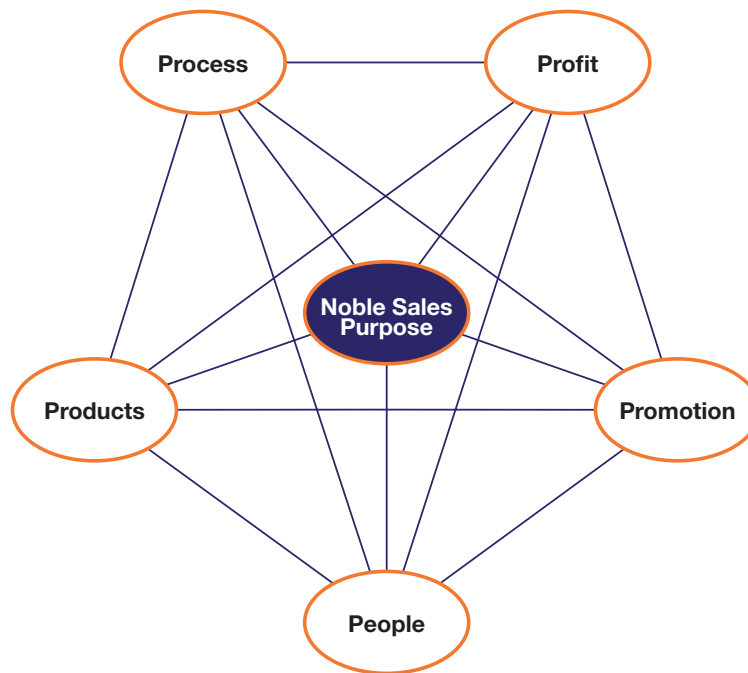 Process
Profit
Noble Sales
Purpose
Products
Promotion
People